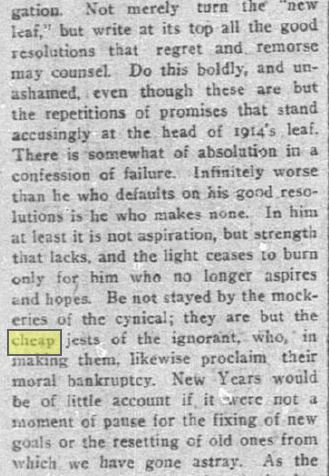 gation. Not merely turn the "new
leaf," but write at its top all the good
resolutions that regret and remorse
may counsel. Do this boldly, and un-
ashamed, even though these are but
the repetitions of promises that stand
accusingly at the head of 1914's leaf.
There is somewhat of absolution in a
confession of failure. Infinitely worse
than he who defaults on his good reso-
lutions is he who makes none. In him
at least it is not aspiration, but strength
that lacks, and the light ceases to burn
only for him who no longer aspires
and hopes. Be not stayed by the mock-
eries of the cynical; they are but the
cheap jests of the ignorant, who, in
making them, likewise proclaim their
moral bankruptcy. New Years would
be of little account if it were not a
moment of pause for the fixing of new
goals or the resetting of old ones from
which we have gone astray. As the